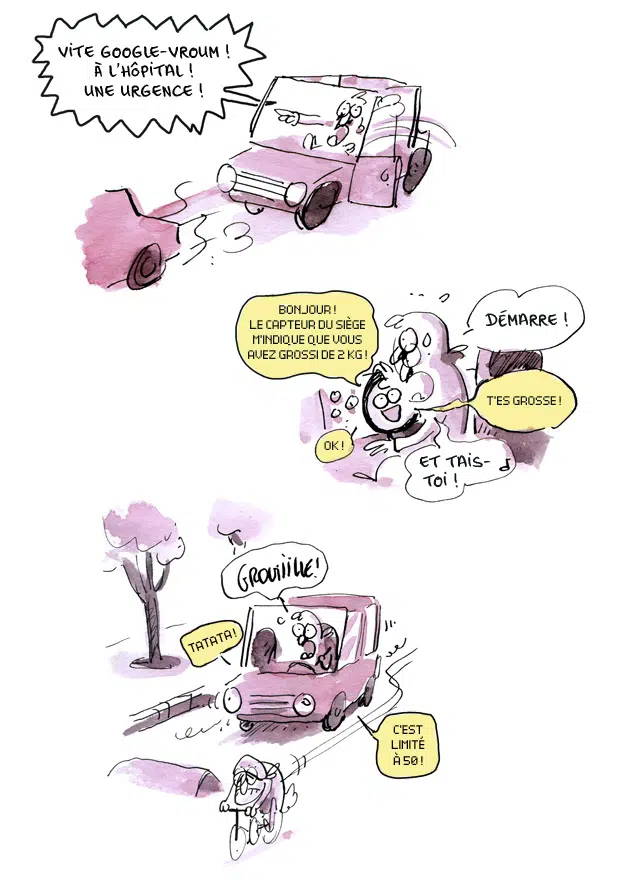 VITE GOOGLE-VROUM !
À L'HÔPITAL !
UNE URGENCE !
BONJOUR !
LE CAPTEUR DU SIÈGE
M'INDIQUE QUE VOUS
AVEZ GROSSI DE 2 KG !
DÉMARRE !
T'ES GROSSE !
OK !
ET TAIS-
TOI !
GROUIIILLE!
TATATA !
C'EST
LIMITÉ
À 50 !